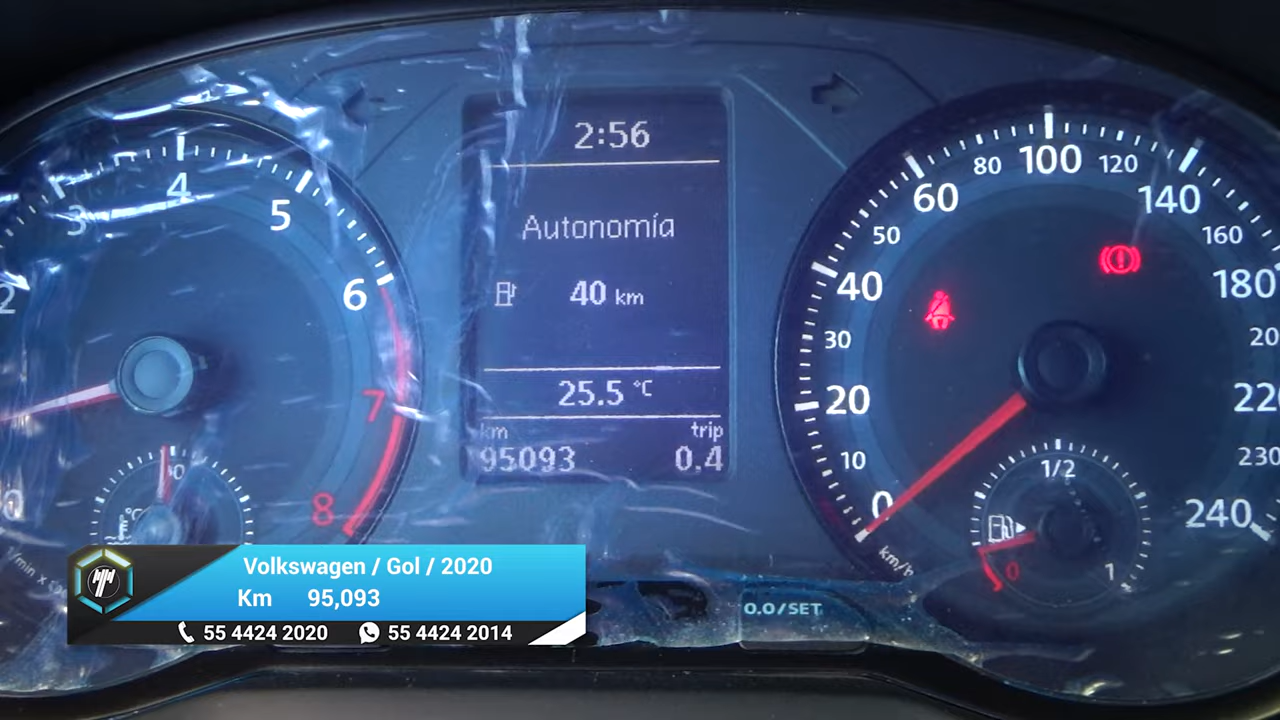 2:56
Autonomía
40 km
25.5 °C
km trip
95093 0.4
2
3
4
5
6
7
8
°C
0
10
20
30
40
50
60
80
100
120
140
160
180
220
230
240
km/h
1/2
0
1
0.0/SET
Volkswagen / Gol / 2020
Km 95,093
55 4424 2020 55 4424 2014